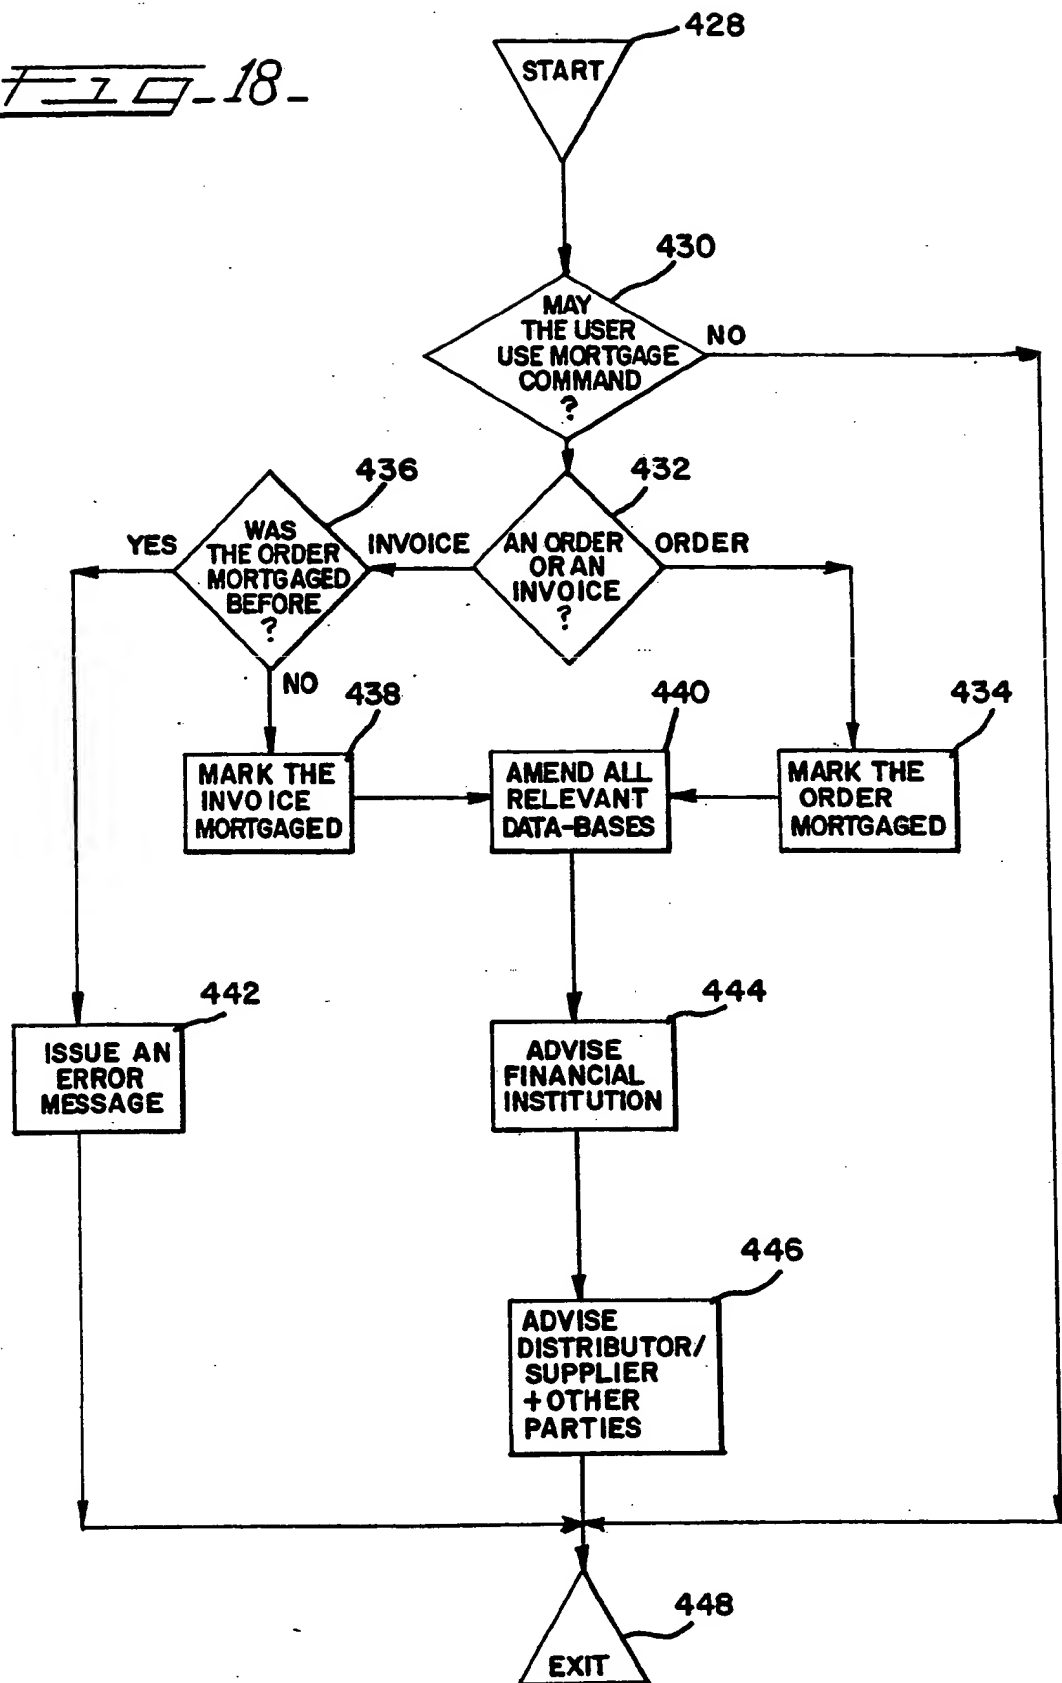 Fig-18-
428
START
430
MAY
THE USER
USE MORTGAGE
COMMAND
?
NO
436
432
YES
WAS
THE ORDER
MORTGAGED
BEFORE
?
INVOICE
AN ORDER
OR AN
INVOICE
?
ORDER
NO
438
440
434
MARK THE
INVOICE
MORTGAGED
AMEND ALL
RELEVANT
DATA-BASES
MARK THE
ORDER
MORTGAGED
442
444
ISSUE AN
ERROR
MESSAGE
ADVISE
FINANCIAL
INSTITUTION
446
ADVISE
DISTRIBUTOR/
SUPPLIER
+OTHER
PARTIES
448
EXIT